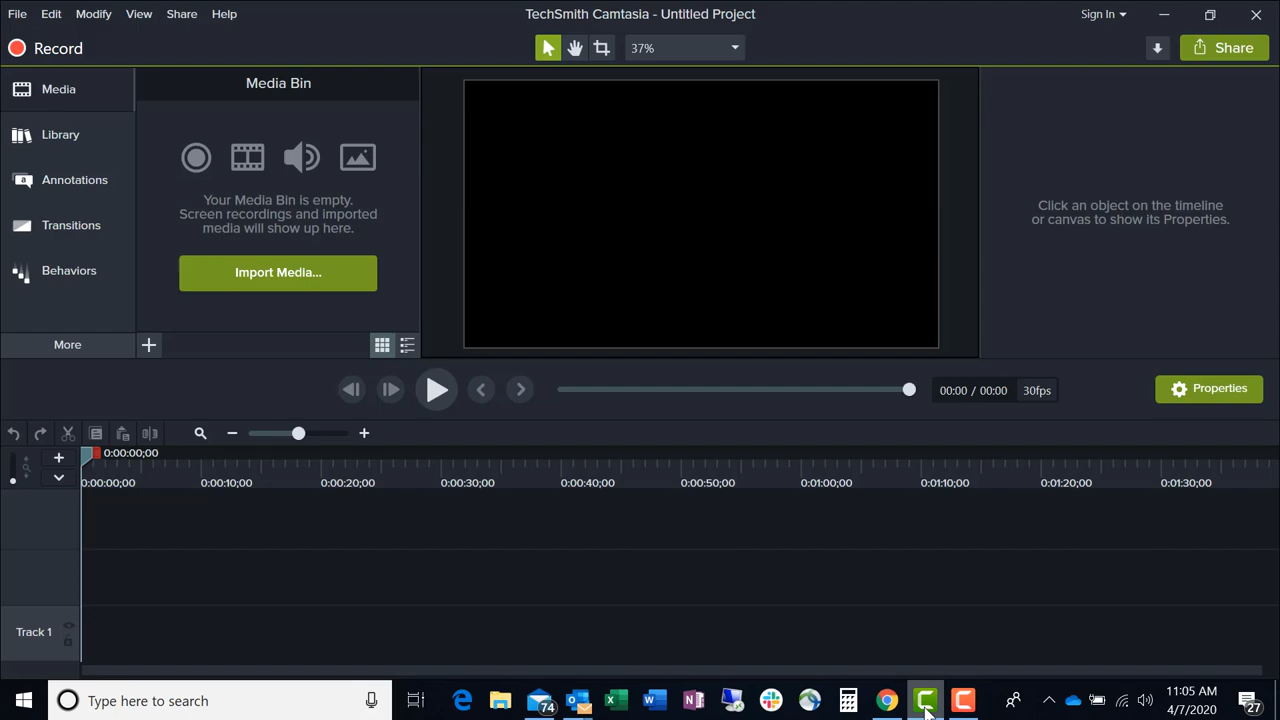 File Edit Modify View Share Help TechSmith Camtasia - Untitled Project Sign In
Record 37% Share
Media
Library
Annotations
Transitions
Behaviors
More
Media Bin
Your Media Bin is empty.
Screen recordings and imported
media will show up here.
Import Media...
Click an object on the timeline
or canvas to show its Properties.
00:00 / 00:00 30fps Properties
0:00:00;00
0:00:00;00 0:00:10;00 0:00:20;00 0:00:30;00 0:00:40;00 0:00:50;00 0:01:00;00 0:01:10;00 0:01:20;00 0:01:30;00
Track 1
Type here to search 74 11:05 AM
4/7/2020 27